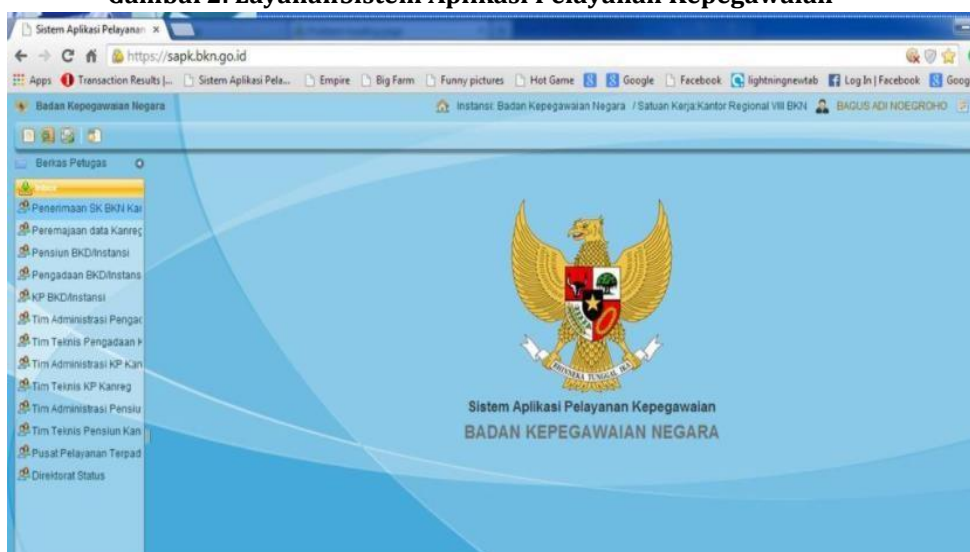 Gambar 2. Layanan Sistem Aplikasi Pelayanan Kepegawaian
Sistem Aplikasi Pelayanan
https://sapk.bkn.go.id
Apps Transaction Results |... Sistem Aplikasi Pela... Empire Big Farm Funny pictures Hot Game Google Facebook lightningnewtab Log In | Facebook Goog
Badan Kepegawaian Negara Instansi: Badan Kepegawaian Negara / Satuan Kerja:Kantor Regional VIII BKN BAGUS ADI NOEGROHO
Berkas Petugas
Inbox
Penerimaan SK BKN Kan
Peremajaan data Kanreg
Pensiun BKD/Instansi
Pengadaan BKD/Instans
KP BKD/Instansi
Tim Administrasi Pengad
Tim Teknis Pengadaan K
Tim Administrasi KP Kan
Tim Teknis KP Kanreg
Tim Administrasi Pensiu
Tim Teknis Pensiun Kan
Pusat Pelayanan Terpad
Direktorat Status
BHINNEKA TUNGGAL IKA
Sistem Aplikasi Pelayanan Kepegawaian
BADAN KEPEGAWAIAN NEGARA